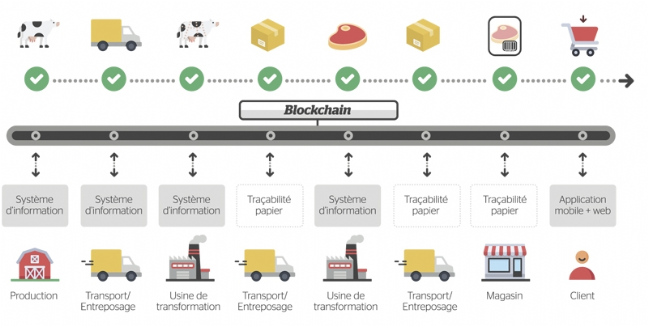 Blockchain
Système
d'information
Système
d'information
Système
d'information
Traçabilité
papier
Système
d'information
Traçabilité
papier
Traçabilité
papier
Application
mobile + web
Production
Transport/
Entreposage
Usine de
transformation
Transport/
Entreposage
Usine de
transformation
Transport/
Entreposage
Magasin
Client